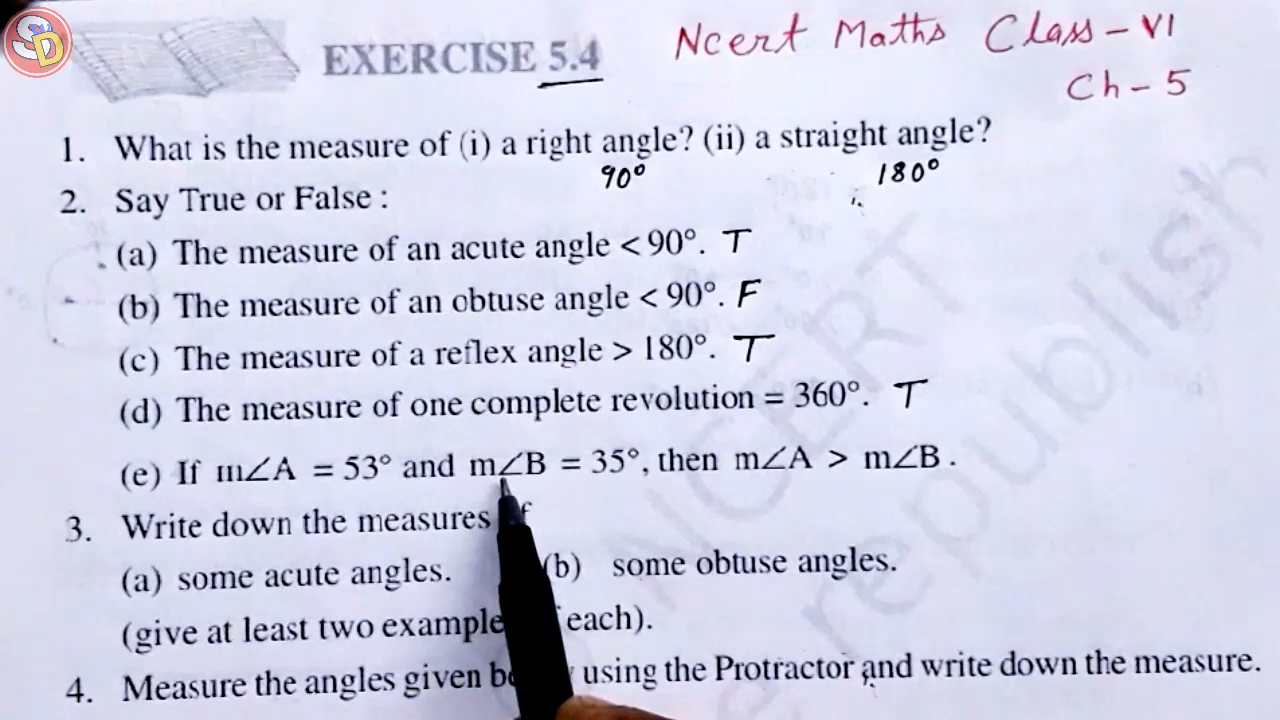 SD
EXERCISE 5.4
Ncert Maths Class - VI
Ch - 5
1. What is the measure of (i) a right angle? (ii) a straight angle?
90° 180°
2. Say True or False :
(a) The measure of an acute angle < 90°. T
(b) The measure of an obtuse angle < 90°. F
(c) The measure of a reflex angle > 180°. T
(d) The measure of one complete revolution = 360°. T
(e) If m∠A = 53° and m∠B = 35°, then m∠A > m∠B .
3. Write down the measures
(a) some acute angles. (b) some obtuse angles.
(give at least two example each).
4. Measure the angles given using the Protractor and write down the measure.
NCERT
republish